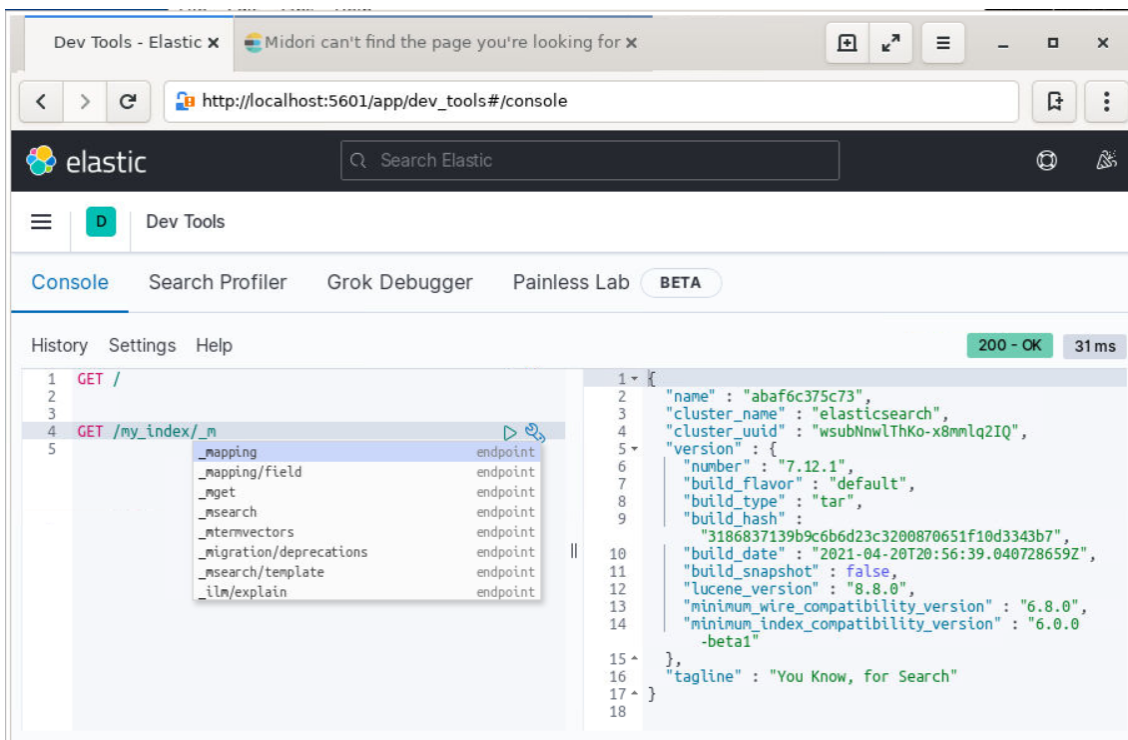 Dev Tools - Elastic
Midori can't find the page you're looking for
http://localhost:5601/app/dev_tools#/console
elastic
Search Elastic
D
Dev Tools
Console
Search Profiler
Grok Debugger
Painless Lab
BETA
History
Settings
Help
200 - OK
31 ms
1 GET /
2
3
4 GET /my_index/_m
5
_mapping endpoint
_mapping/field endpoint
_mget endpoint
_msearch endpoint
_mtermvectors endpoint
_migration/deprecations endpoint
_msearch/template endpoint
_ilm/explain endpoint
1 {
2 "name" : "abaf6c375c73",
3 "cluster_name" : "elasticsearch",
4 "cluster_uuid" : "wsubNnwlThKo-x8mmlq2IQ",
5 "version" : {
6 "number" : "7.12.1",
7 "build_flavor" : "default",
8 "build_type" : "tar",
9 "build_hash" :
"3186837139b9c6b6d23c3200870651f10d3343b7",
10 "build_date" : "2021-04-20T20:56:39.040728659Z",
11 "build_snapshot" : false,
12 "lucene_version" : "8.8.0",
13 "minimum_wire_compatibility_version" : "6.8.0",
14 "minimum_index_compatibility_version" : "6.0.0
-beta1"
15 },
16 "tagline" : "You Know, for Search"
17 }
18